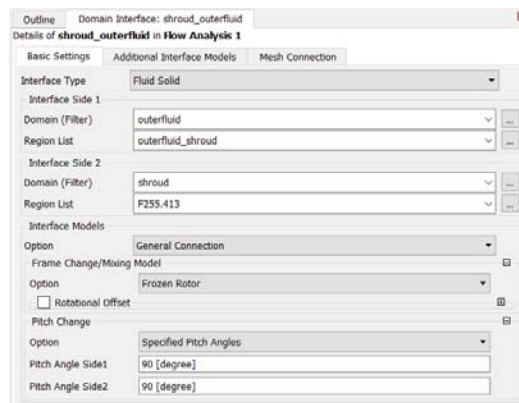 Outline Domain Interface: shroud_outerfluid
Details of shroud_outerfluid in Flow Analysis 1
Basic Settings Additional Interface Models Mesh Connection
Interface Type Fluid Solid
Interface Side 1
Domain (Filter) outerfluid ...
Region List outerfluid_shroud ...
Interface Side 2
Domain (Filter) shroud ...
Region List F255.413 ...
Interface Models
Option General Connection
Frame Change/Mixing Model
Option Frozen Rotor
Rotational Offset
Pitch Change
Option Specified Pitch Angles
Pitch Angle Side1 90 [degree]
Pitch Angle Side2 90 [degree]